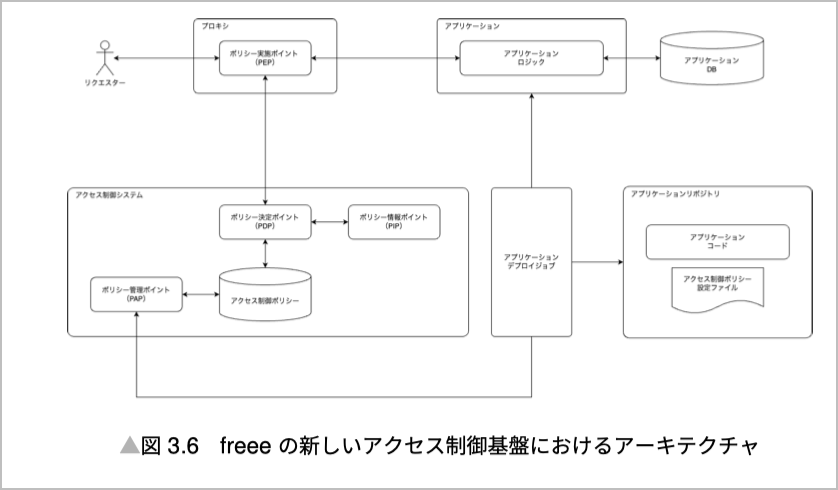 プロキシ
ポリシー実施ポイント
(PEP)
リクエスター
アプリケーション
アプリケーション
ロジック
アプリケーション
DB
アクセス制御システム
ポリシー決定ポイント
(PDP)
ポリシー情報ポイント
(PIP)
ポリシー管理ポイント
(PAP)
アクセス制御ポリシー
アプリケーション
デプロイジョブ
アプリケーションリポジトリ
アプリケーション
コード
アクセス制御ポリシー
設定ファイル
▲図 3.6 freee の新しいアクセス制御基盤におけるアーキテクチャ